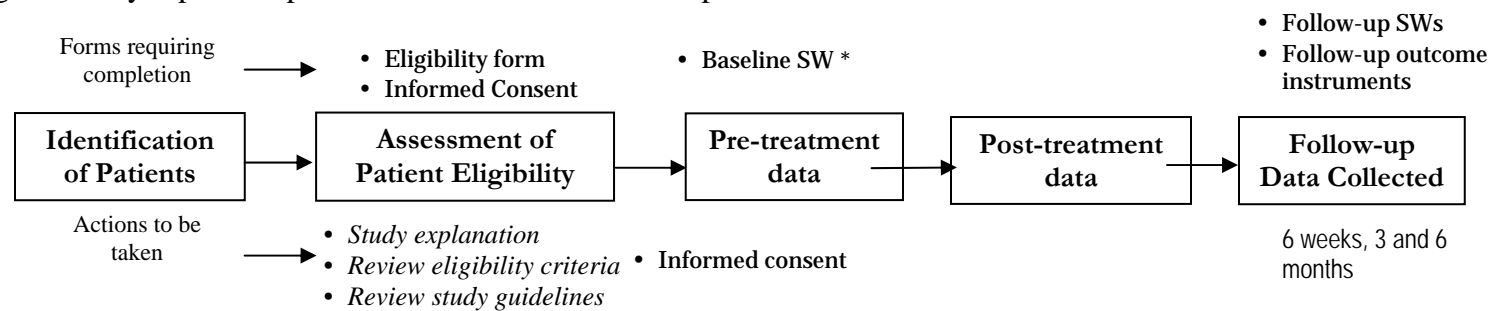 Forms requiring
completion
• Eligibility form
• Informed Consent
• Baseline SW *
• Follow-up SWs
• Follow-up outcome
instruments
Identification
of Patients
Assessment of
Patient Eligibility
Pre-treatment
data
Post-treatment
data
Follow-up
Data Collected
Actions to be
taken
• Study explanation
• Review eligibility criteria
• Review study guidelines
• Informed consent
6 weeks, 3 and 6
months